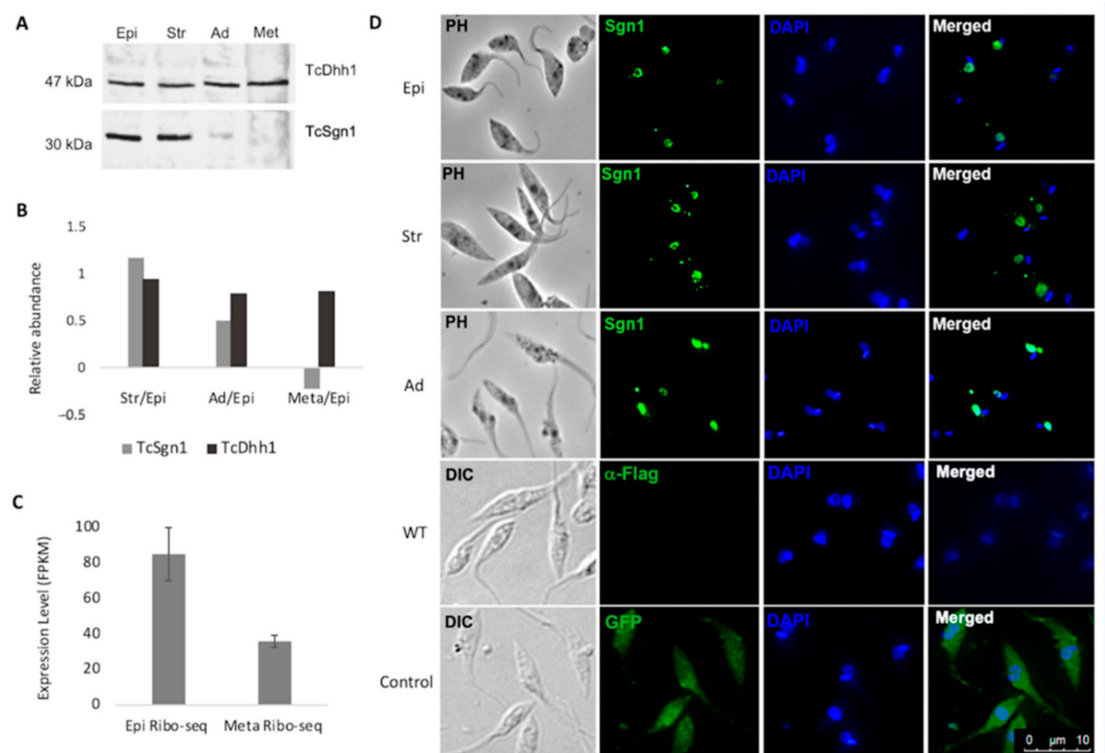 A
Epi Str Ad Met
47 kDa
TcDhh1
30 kDa
TcSgn1
B
Relative abundance
1.5
1
0.5
0
−0.5
Str/Epi Ad/Epi Meta/Epi
TcSgn1 TcDhh1
C
Expression Level (FPKM)
100
80
60
40
20
0
Epi Ribo-seq Meta Ribo-seq
D
PH Sgn1 DAPI Merged
Epi
PH Sgn1 DAPI Merged
Str
PH Sgn1 DAPI Merged
Ad
DIC α-Flag DAPI Merged
WT
DIC GFP DAPI Merged
Control
0 μm 10